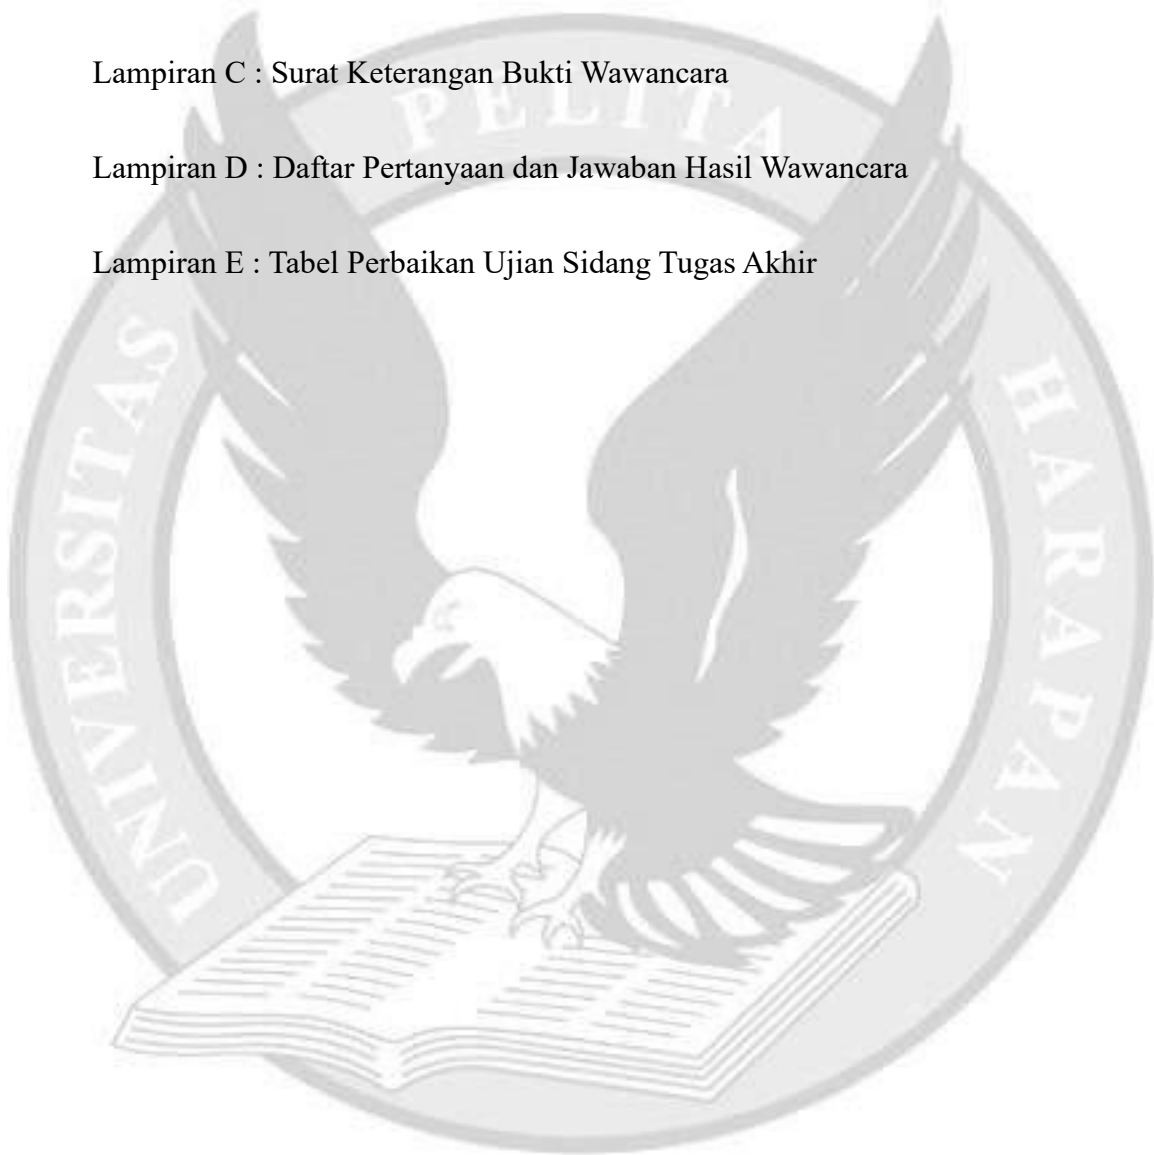 Lampiran C : Surat Keterangan Bukti Wawancara
PELITA
Lampiran D : Daftar Pertanyaan dan Jawaban Hasil Wawancara
Lampiran E : Tabel Perbaikan Ujian Sidang Tugas Akhir
UNIVERSITAS
HARAPAN